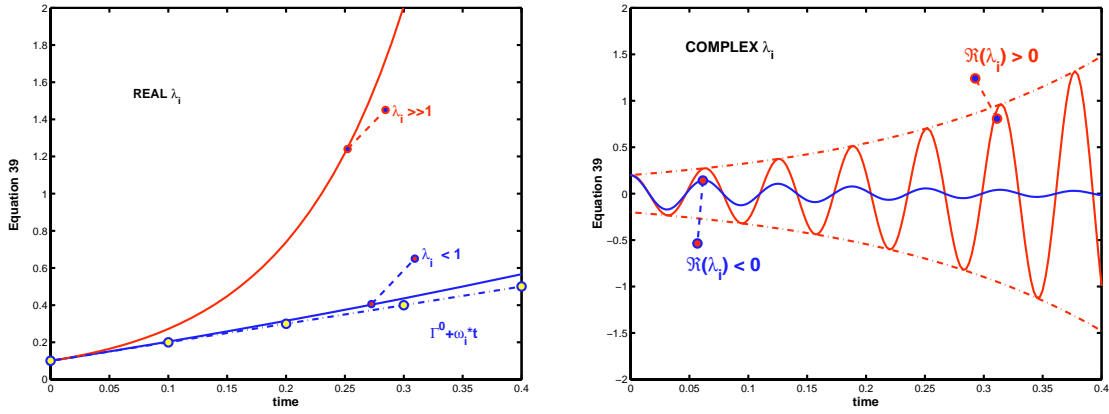 2
1.8
1.6
1.4
1.2
1
0.8
0.6
0.4
0.2
0
Equation 39
REAL λi
λi >>1
λi < 1
Γ0+ωi*t
0 0.05 0.1 0.15 0.2 0.25 0.3 0.35 0.4
time
2
1.5
1
0.5
0
−0.5
−1
−1.5
−2
Equation 39
COMPLEX λi
ℜ(λi) > 0
ℜ(λi) < 0
0 0.05 0.1 0.15 0.2 0.25 0.3 0.35 0.4
time